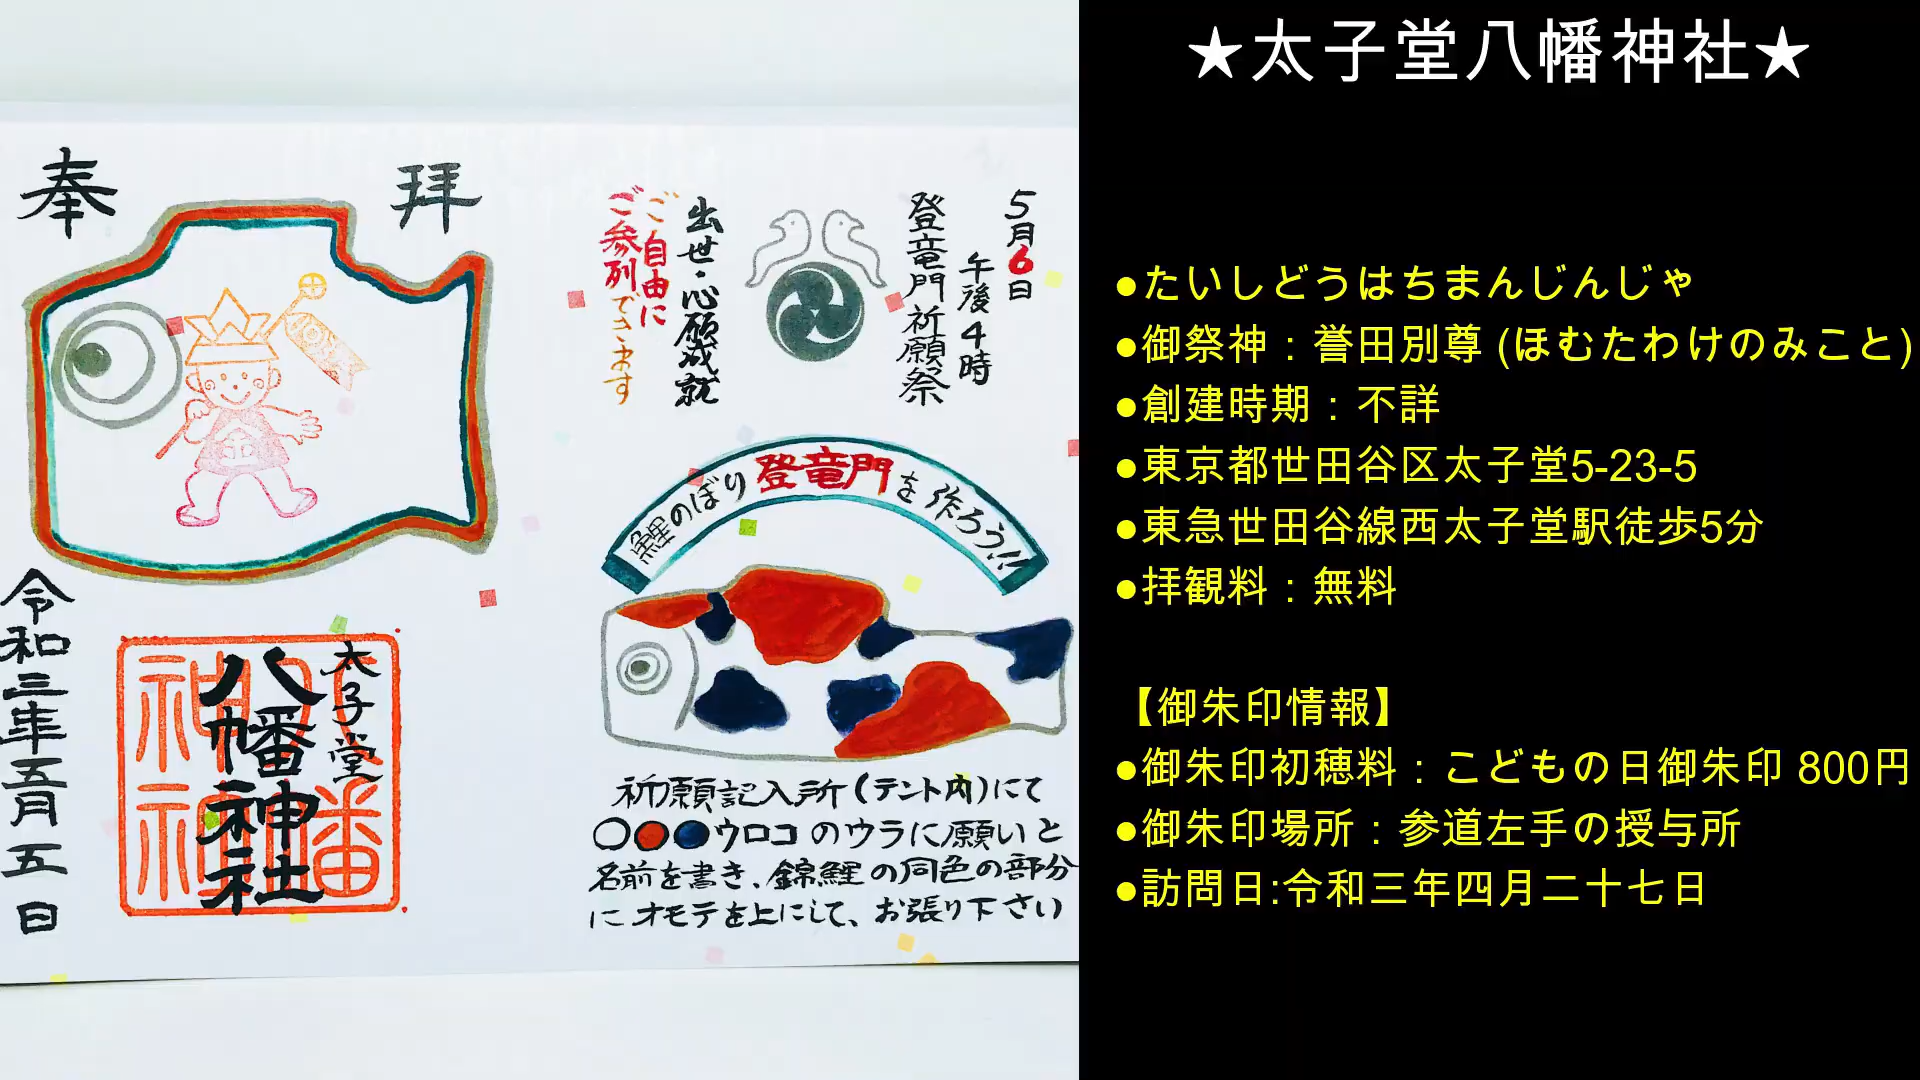 ★太子堂八幡神社★
●たいしどうはちまんじんじゃ
●御祭神：誉田別尊 (ほむたわけのみこと)
●創建時期：不詳
●東京都世田谷区太子堂5-23-5
●東急世田谷線西太子堂駅徒歩5分
●拝観料：無料
【御朱印情報】
●御朱印初穂料：こどもの日御朱印 800円
●御朱印場所：参道左手の授与所
●訪問日:令和三年四月二十七日
奉拝
太子堂
八幡神社
令和三年五月五日
5月6日
午後4時
登竜門祈願祭
出世・心願成就
ご自由に
ご参列できます
鯉のぼり登竜門を作ろう!!
祈願記入所(テント内)にて
○●●ウロコのウラに願いと
名前を書き、錦鯉の同色の部分
にオモテを上にして、お張り下さい